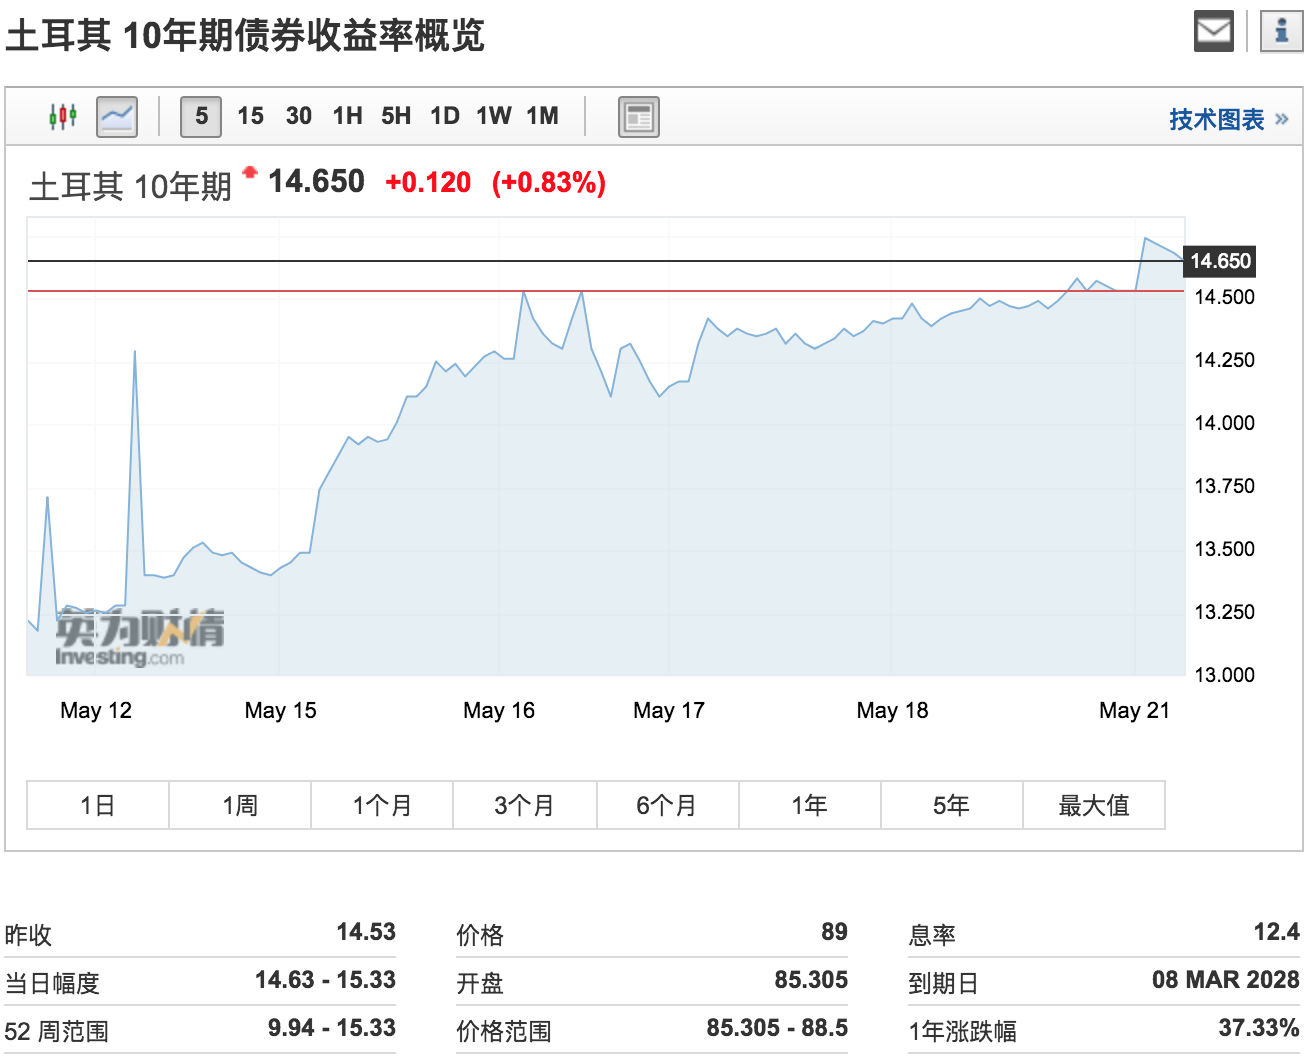 土耳其 10年期债券收益率概览
5 15 30 1H 5H 1D 1W 1M
技术图表 »
土耳其 10年期 14.650 +0.120 (+0.83%)
14.650
14.500
14.250
14.000
13.750
13.500
13.250
13.000
英为财情
Investing.com
May 12 May 15 May 16 May 17 May 18 May 21
1日 1周 1个月 3个月 6个月 1年 5年 最大值
昨收 14.53 价格 89 息率 12.4
当日幅度 14.63 - 15.33 开盘 85.305 到期日 08 MAR 2028
52 周范围 9.94 - 15.33 价格范围 85.305 - 88.5 1年涨跌幅 37.33%